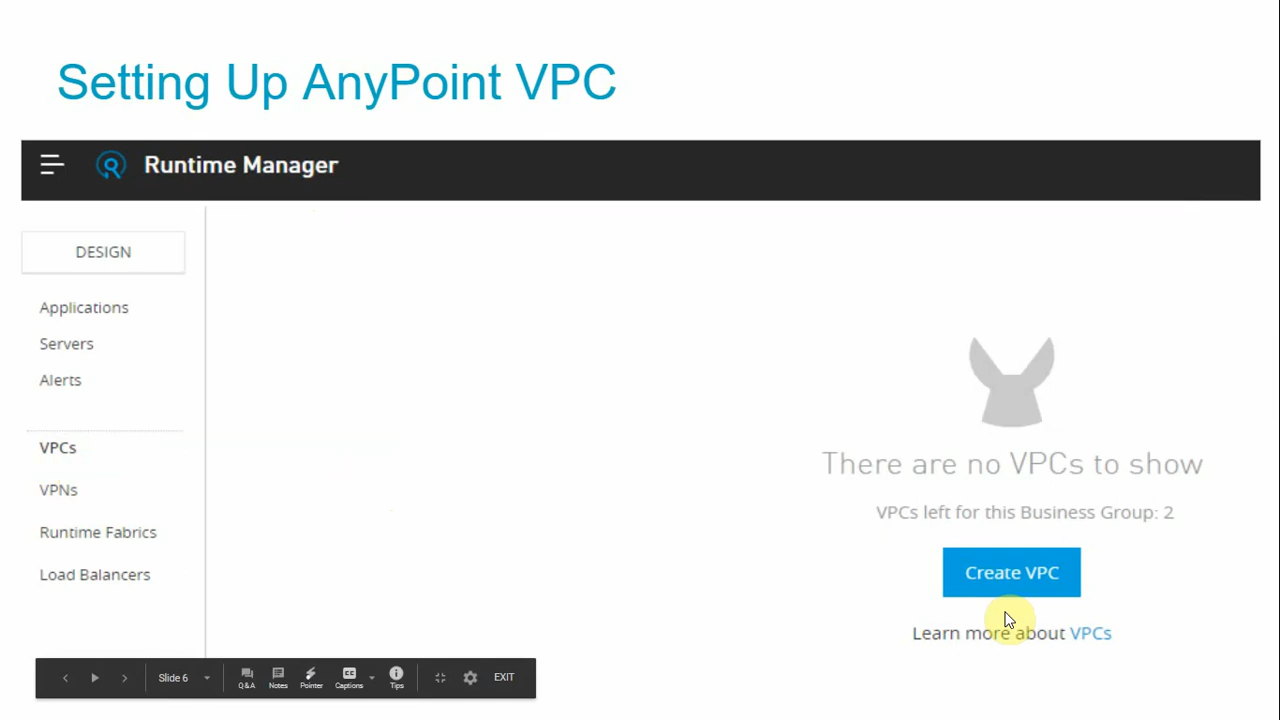 Setting Up AnyPoint VPC
Runtime Manager
DESIGN
Applications
Servers
Alerts
VPCs
VPNs
Runtime Fabrics
Load Balancers
There are no VPCs to show
VPCs left for this Business Group: 2
Create VPC
Learn more about VPCs
Slide 6
Q&A
Notes
Pointer
CC
Captions
Tips
EXIT